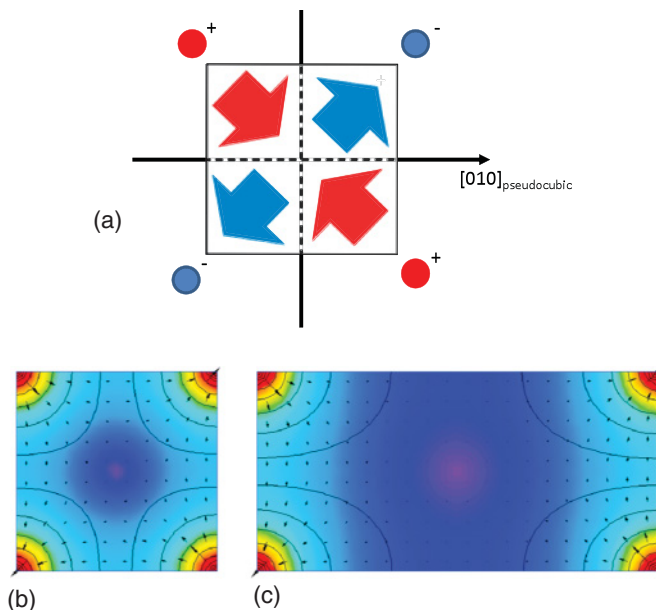 + -
[010]pseudocubic
(a)
- +
(b) (c)